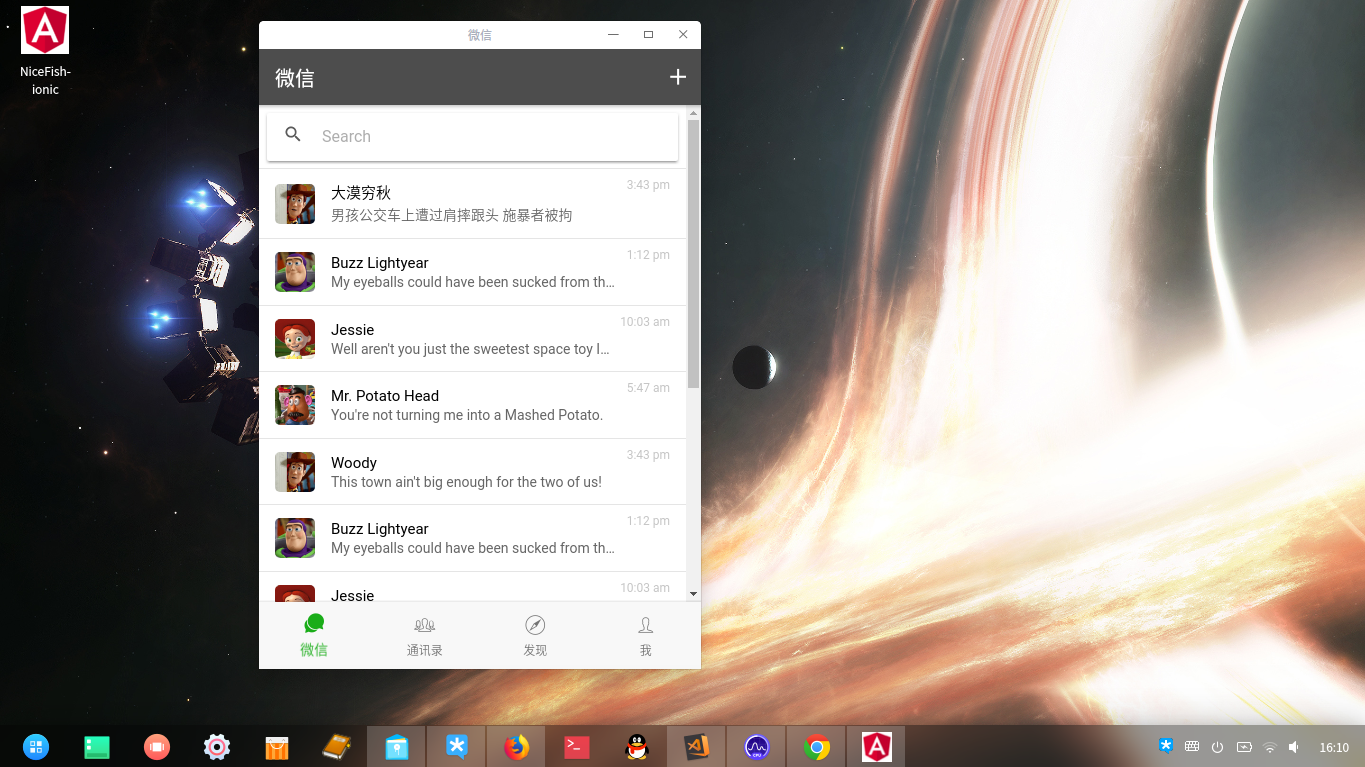 NiceFish-
ionic
微信
微信
Search
大漠穷秋
3:43 pm
男孩公交车上遭过肩摔跟头 施暴者被拘
Buzz Lightyear
1:12 pm
My eyeballs could have been sucked from th…
Jessie
10:03 am
Well aren't you just the sweetest space toy I…
Mr. Potato Head
5:47 am
You're not turning me into a Mashed Potato.
Woody
3:43 pm
This town ain't big enough for the two of us!
Buzz Lightyear
1:12 pm
My eyeballs could have been sucked from th…
Jessie
10:03 am
微信
通讯录
发现
我
CPU
16:10